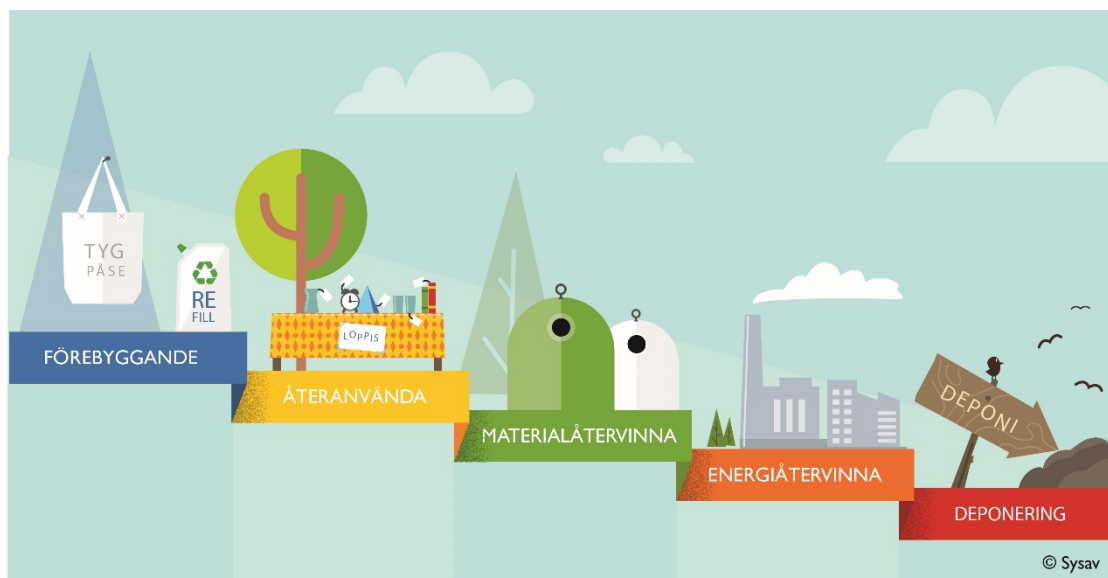 TYG
PÅSE
RE
FILL
FÖREBYGGANDE
LOPPIS
ÅTERANVÄNDA
MATERIALÅTERVINNA
ENERGIÅTERVINNA
DEPONI
DEPONERING
© Sysav